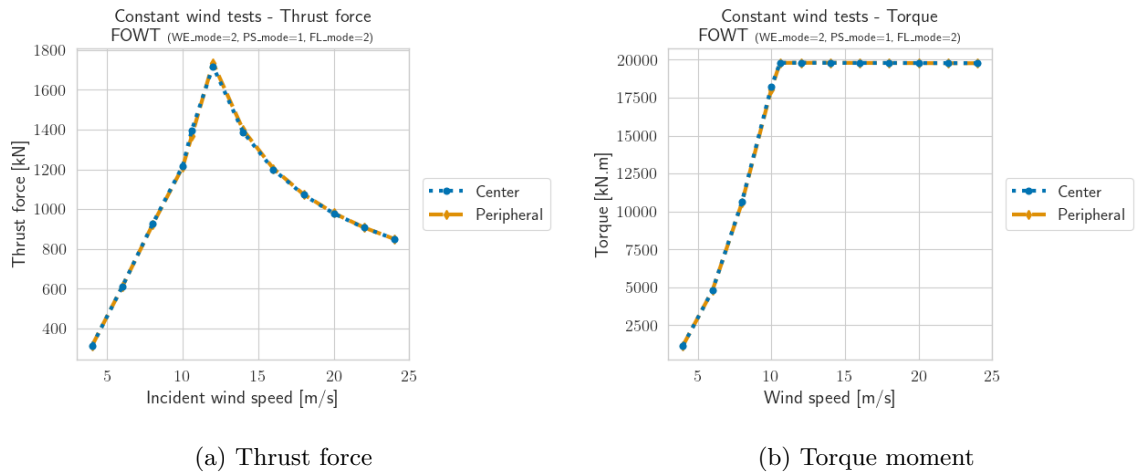 Constant wind tests - Thrust force
FOWT (WE_mode=2, PS_mode=1, FL_mode=2)
1800
1600
1400
1200
1000
800
600
400
Thrust force [kN]
5
10
15
20
25
Incident wind speed [m/s]
Center
Peripheral
(a) Thrust force
Constant wind tests - Torque
FOWT (WE_mode=2, PS_mode=1, FL_mode=2)
20000
17500
15000
12500
10000
7500
5000
2500
Torque [kN.m]
5
10
15
20
25
Wind speed [m/s]
Center
Peripheral
(b) Torque moment